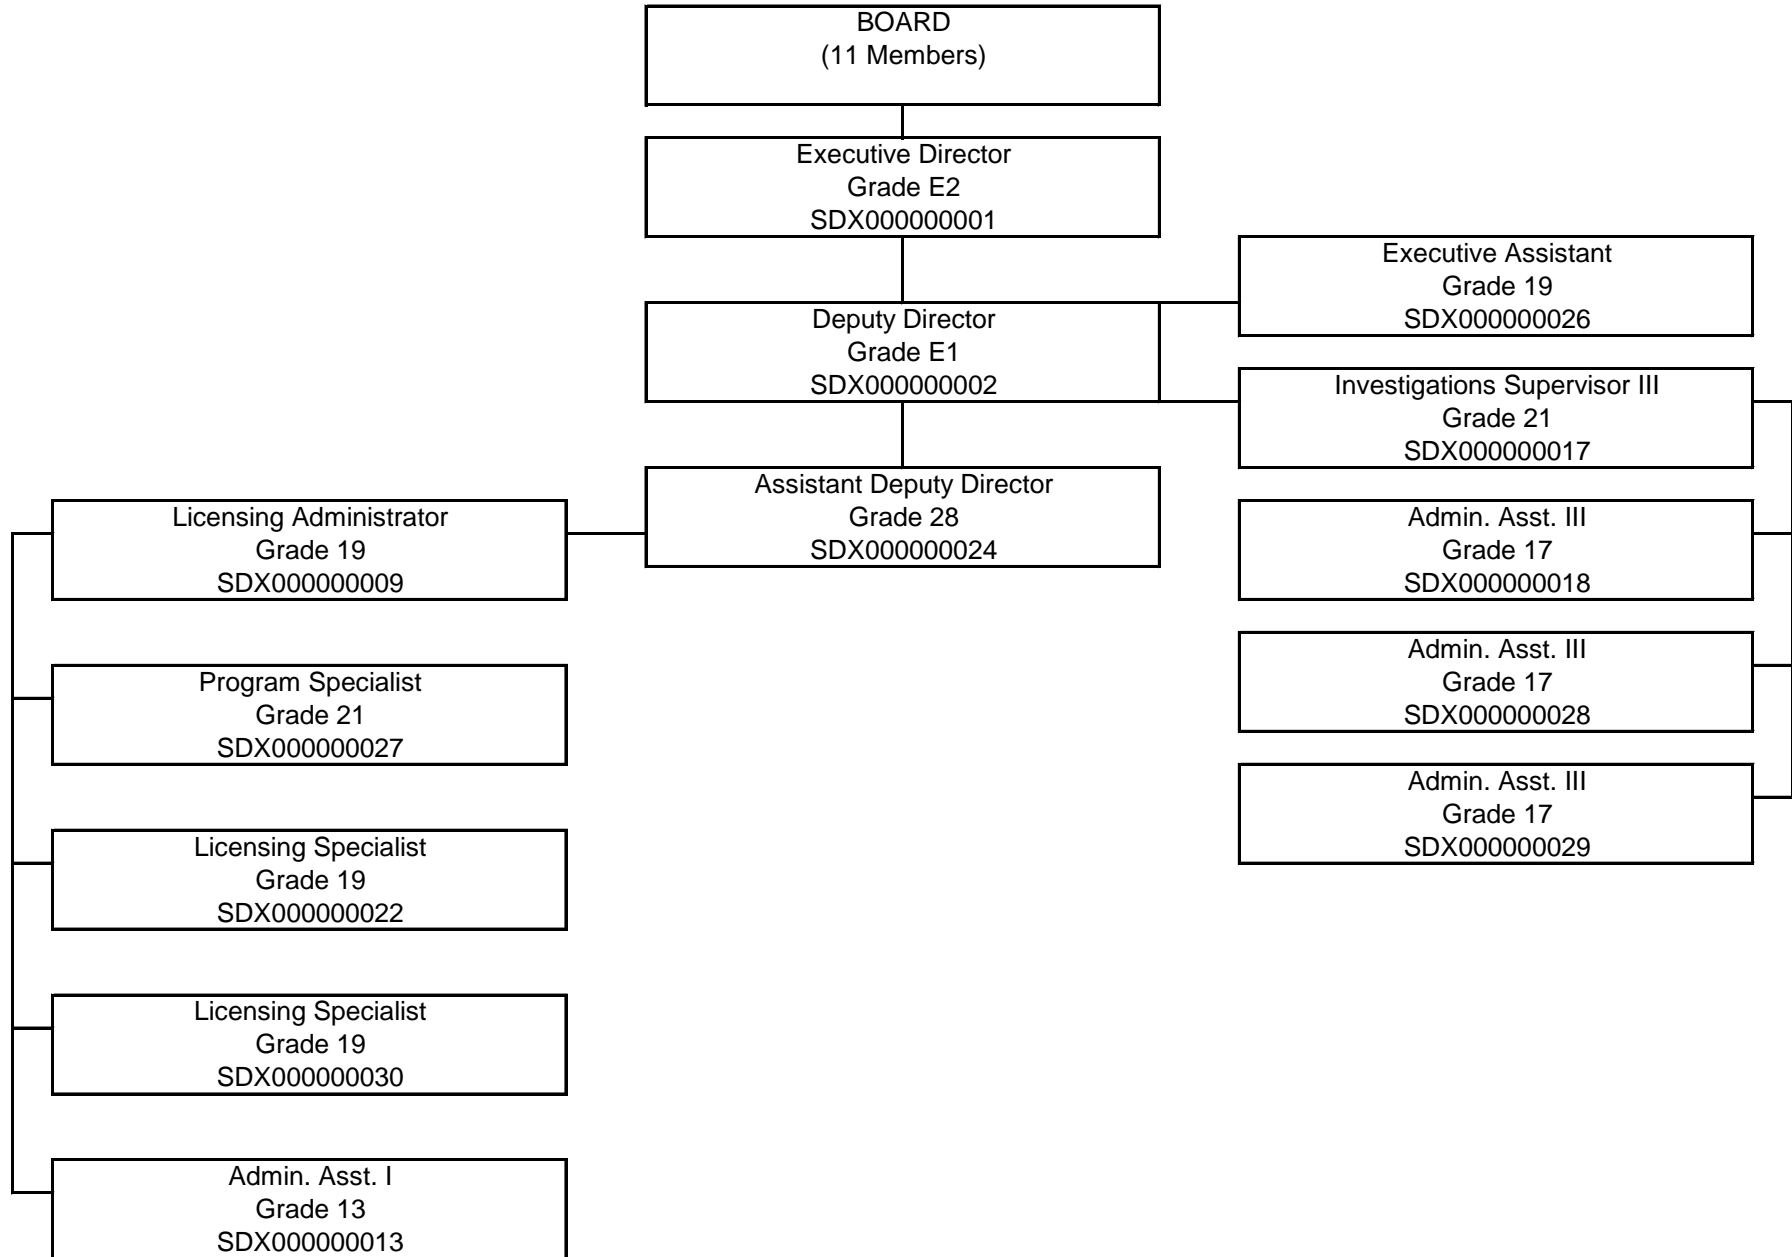 BOARD
(11 Members)
Executive Director
Grade E2
SDX000000001
Executive Assistant
Grade 19
SDX000000026
Deputy Director
Grade E1
SDX000000002
Investigations Supervisor III
Grade 21
SDX000000017
Assistant Deputy Director
Grade 28
SDX000000024
Licensing Administrator
Grade 19
SDX000000009
Admin. Asst. III
Grade 17
SDX000000018
Admin. Asst. III
Grade 17
SDX000000028
Program Specialist
Grade 21
SDX000000027
Admin. Asst. III
Grade 17
SDX000000029
Licensing Specialist
Grade 19
SDX000000022
Licensing Specialist
Grade 19
SDX000000030
Admin. Asst. I
Grade 13
SDX000000013